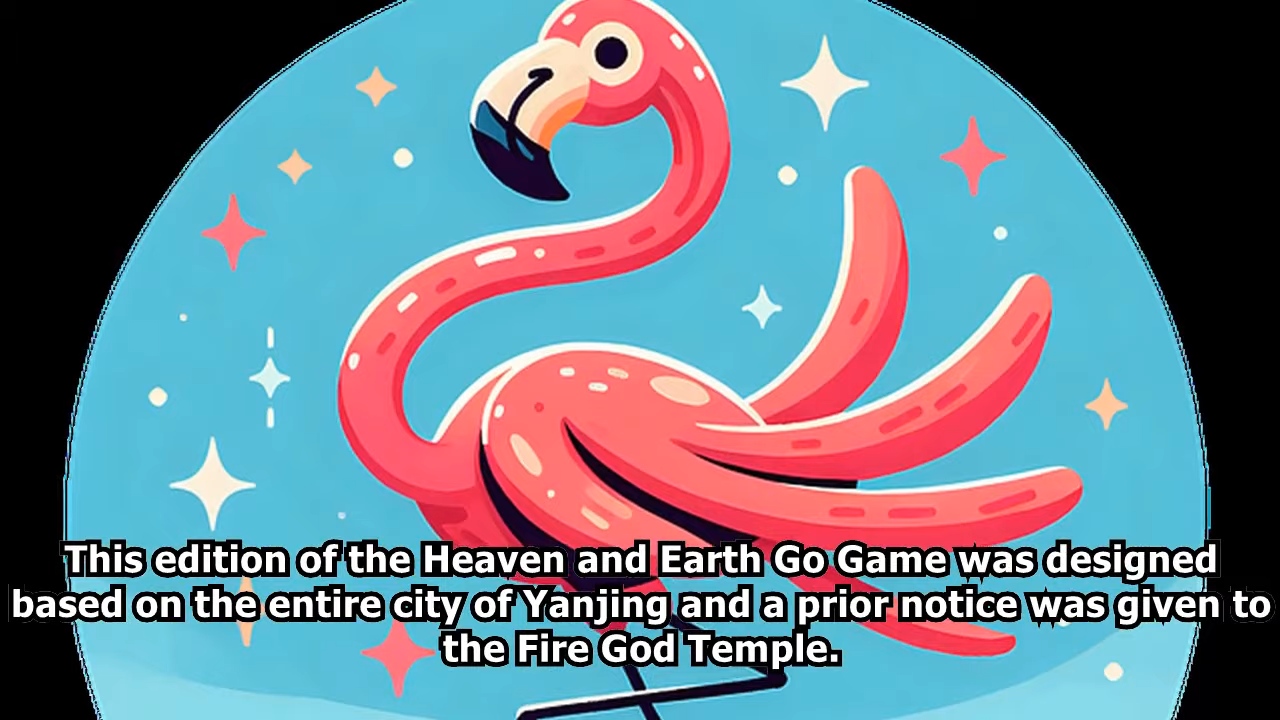 This edition of the Heaven and Earth Go Game was designed
based on the entire city of Yanjing and a prior notice was given to
the Fire God Temple.